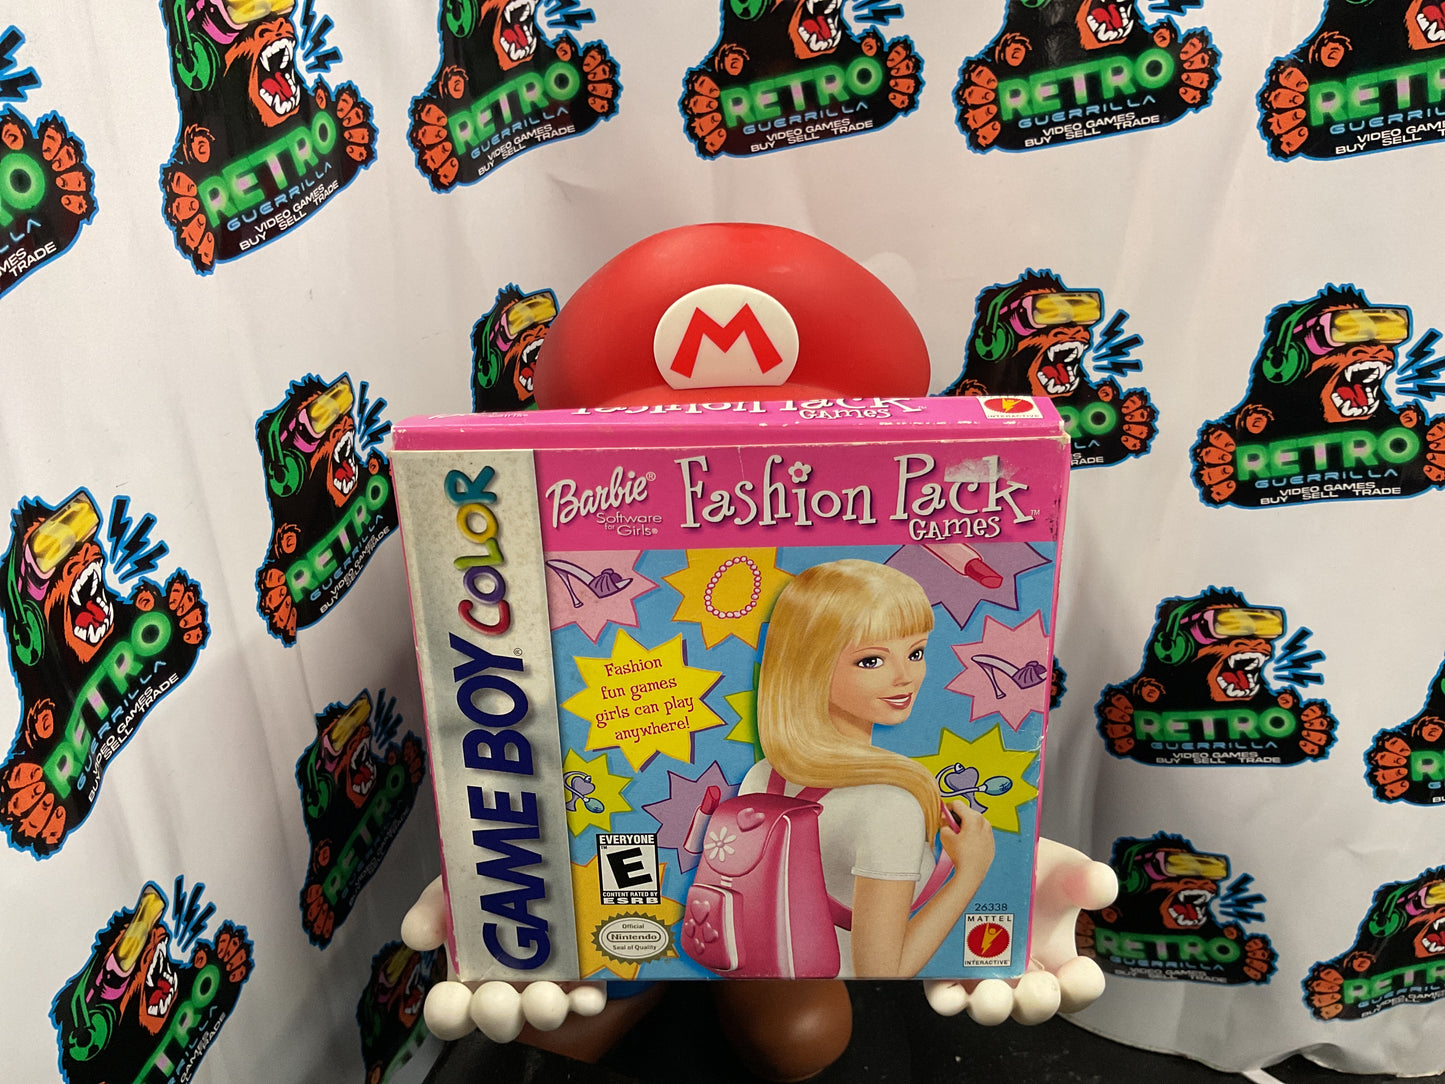 M
Fashion Pack
GAMES
INTERACTIVE
Barbie®
Software
for
Girls®
Fashion Pack™
GAMES
GAME BOY® COLOR
Fashion
fun games
girls can play
anywhere!
EVERYONE
E
CONTENT RATED BY
ESRB
Official
Nintendo
Seal of Quality
26338
MATTEL
INTERACTIVE
RETRO
GUERRILLA
VIDEO GAMES
BUY SELL TRADE